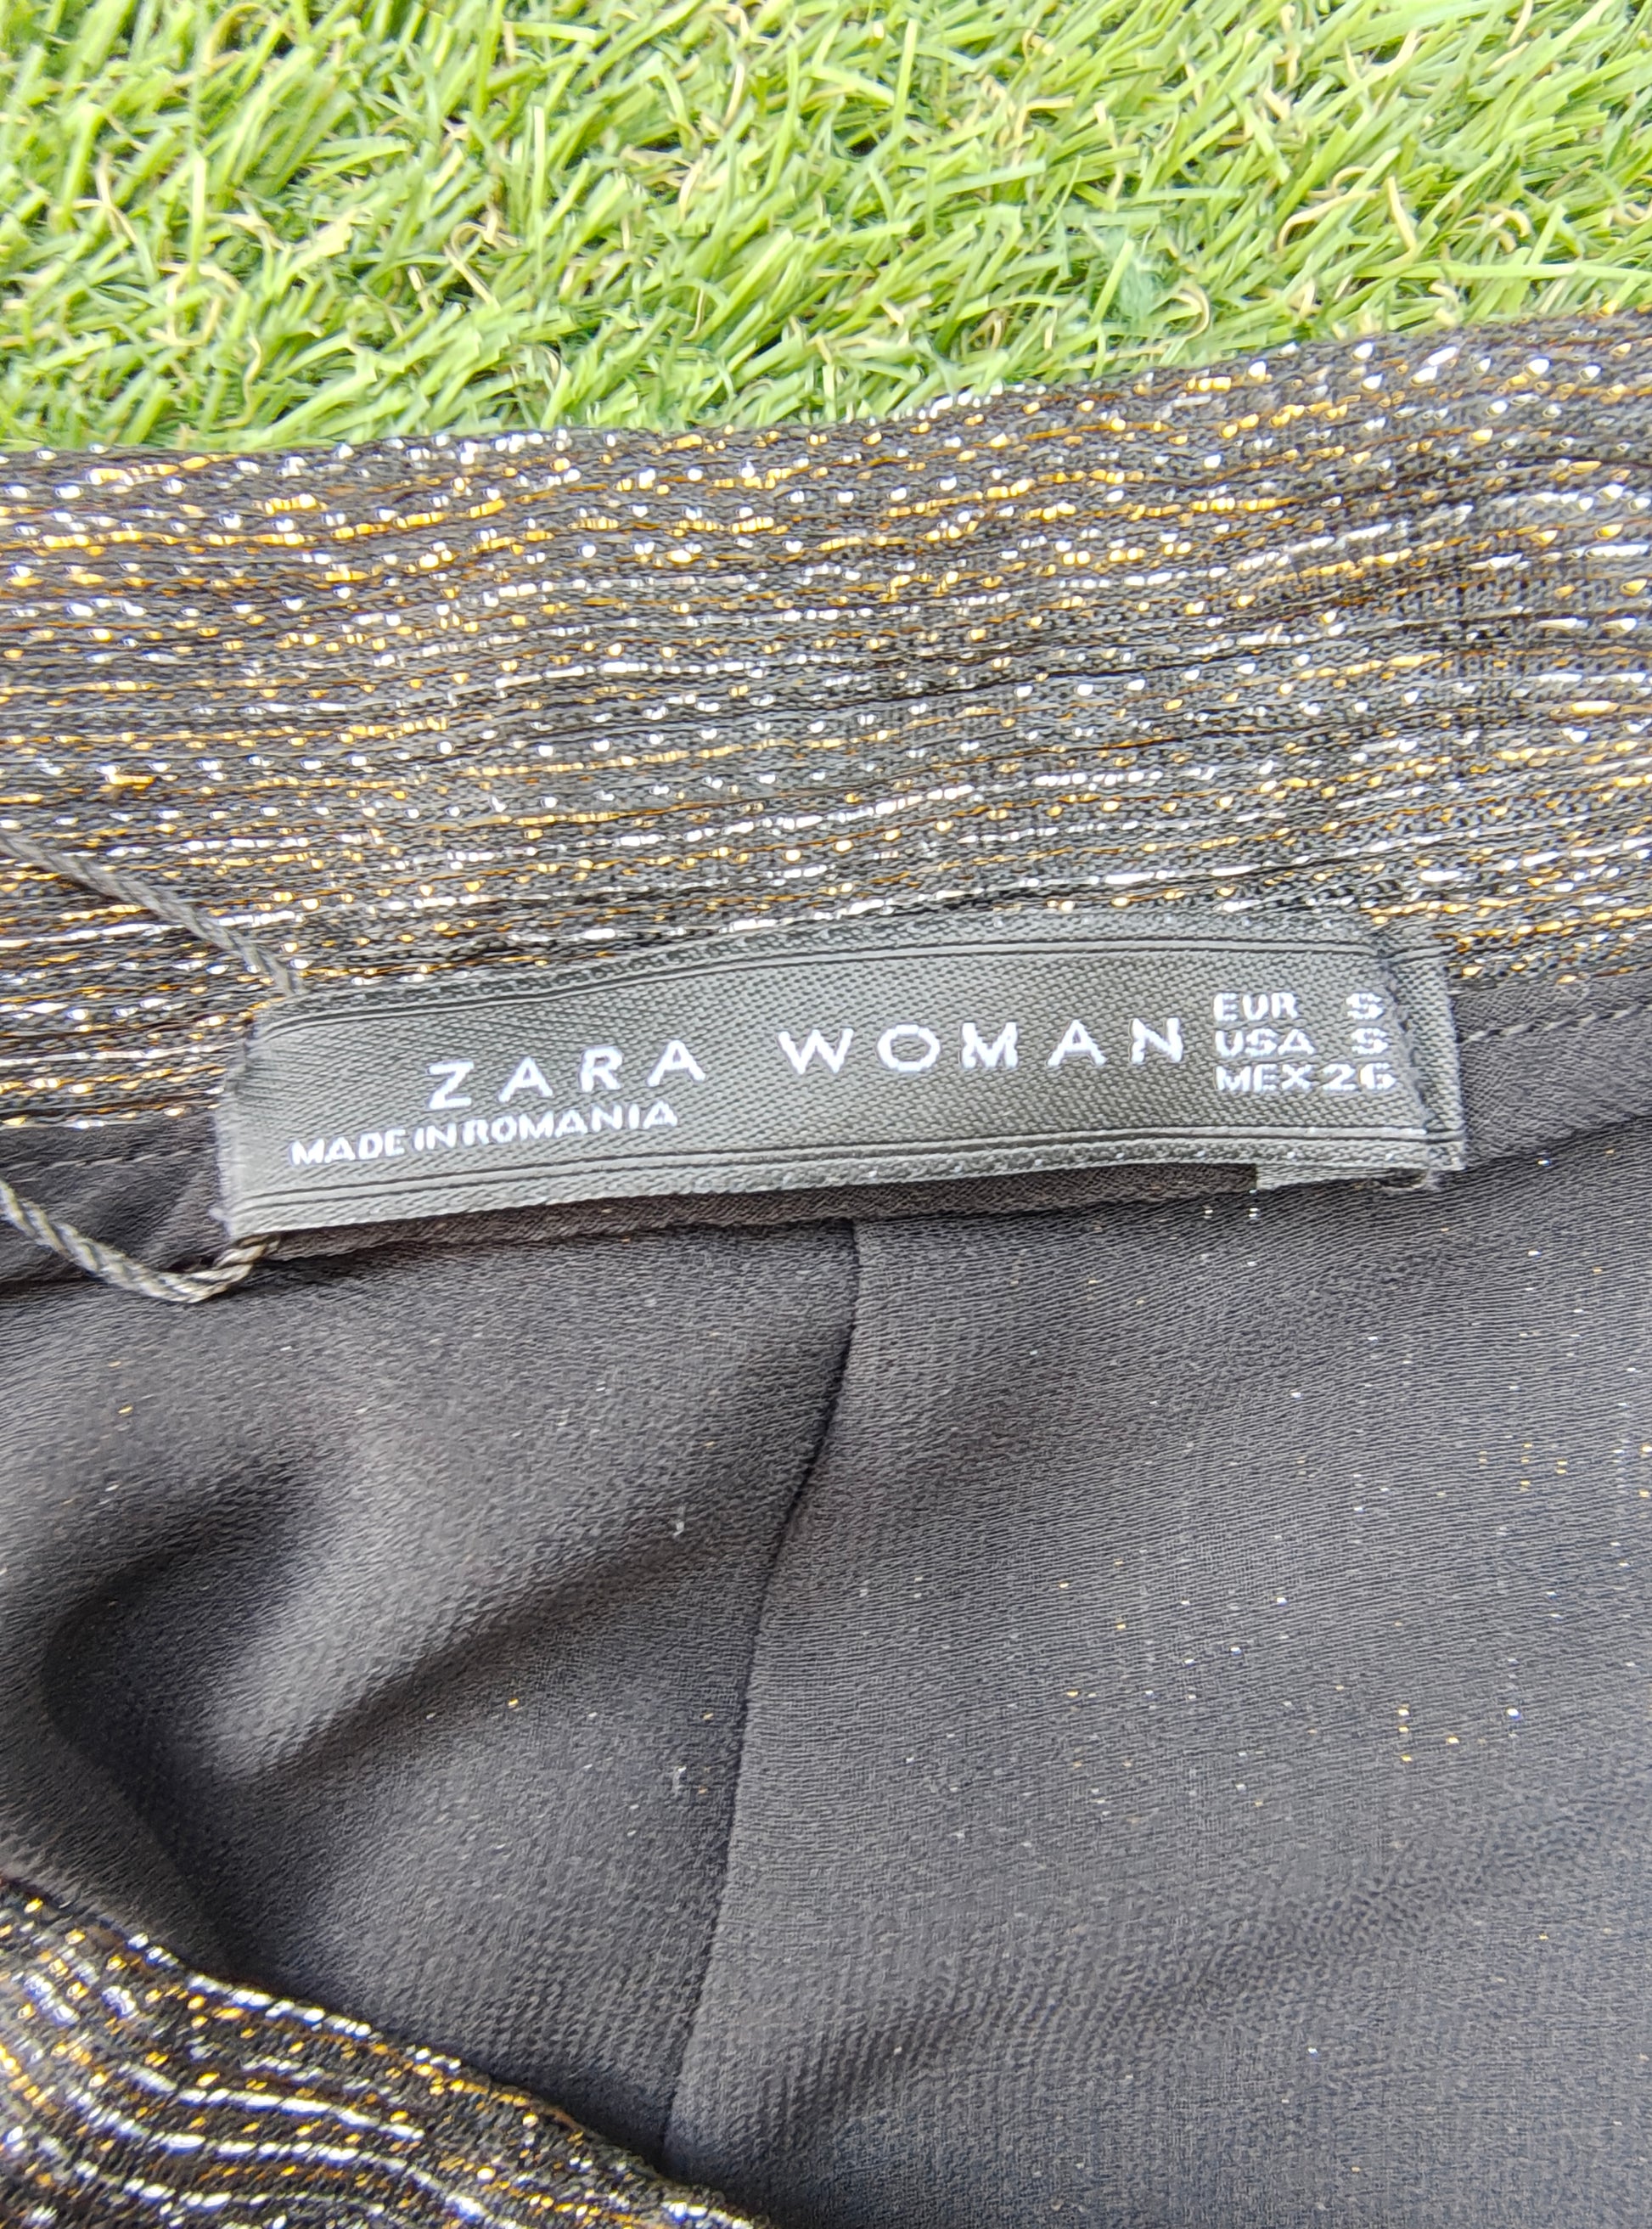 ZARA WOMAN
MADE IN ROMANIA
EUR S
USA S
MEX 26